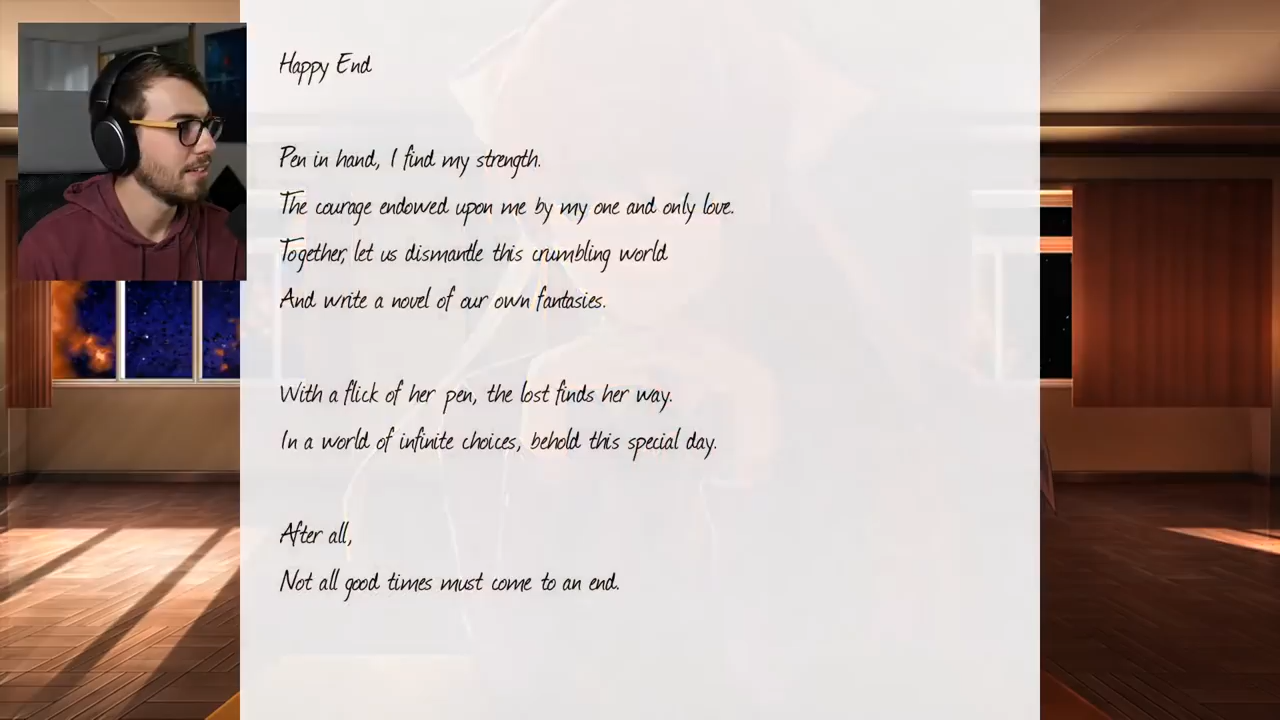 Happy End
Pen in hand, I find my strength.
The courage endowed upon me by my one and only love.
Together, let us dismantle this crumbling world
And write a novel of our own fantasies.
With a flick of her pen, the lost finds her way.
In a world of infinite choices, behold this special day.
After all,
Not all good times must come to an end.